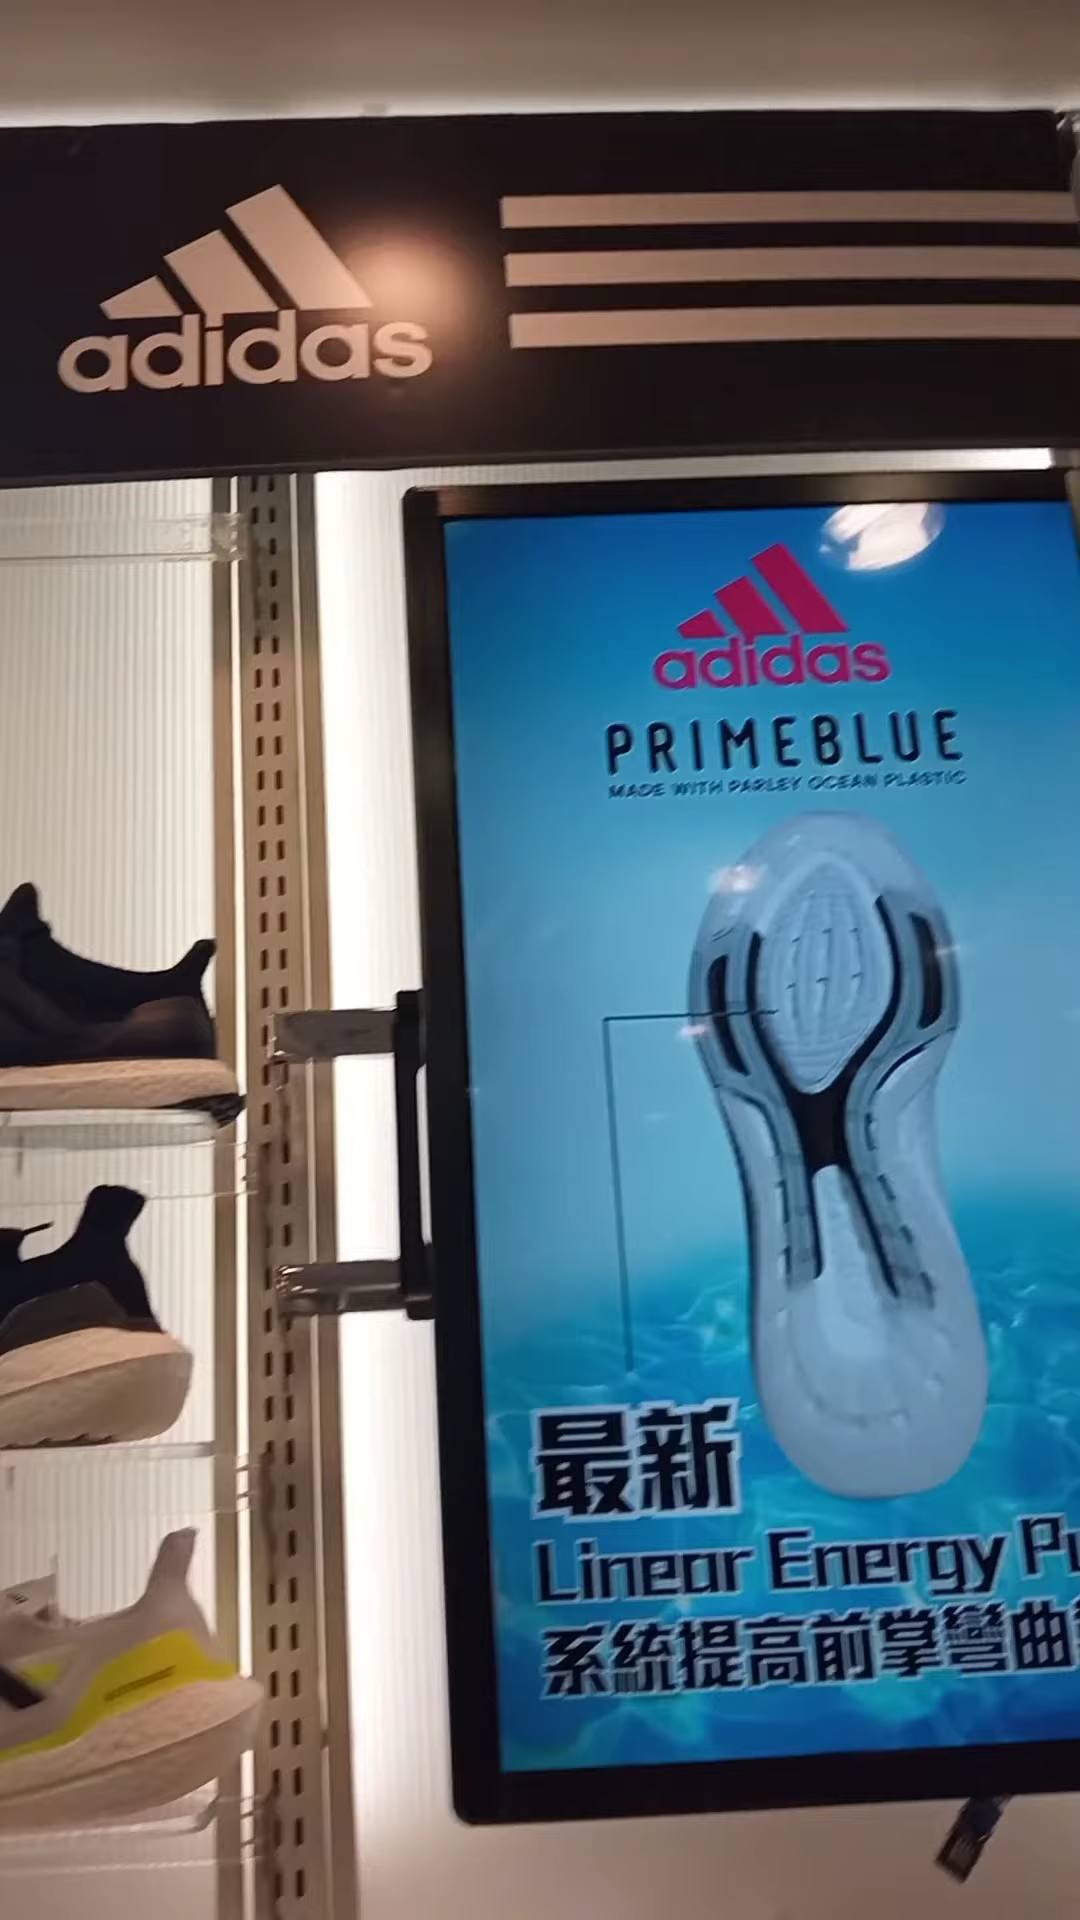 adidas
adidas
PRIMEBLUE
MADE WITH PARLEY OCEAN PLASTIC
最新
Linear Energy
系統提高前掌彎曲